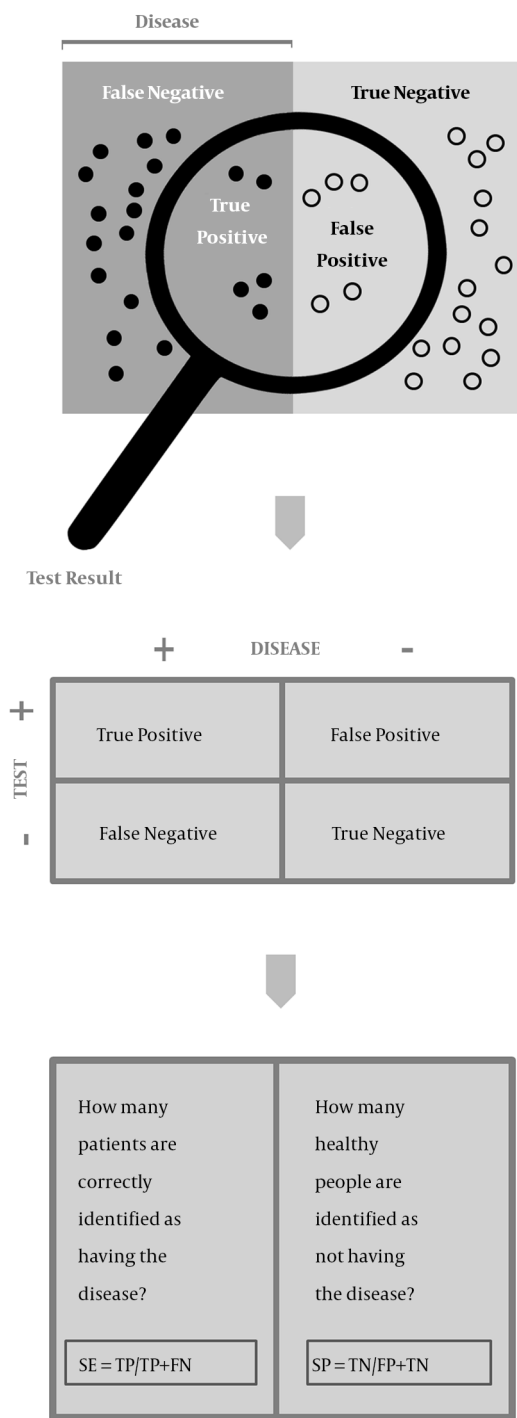 Disease
False Negative
True Negative
True
Positive
False
Positive
Test Result
+ DISEASE -
+
TEST
-
True Positive
False Positive
False Negative
True Negative
How many
patients are
correctly
identified as
having the
disease?
SE = TP/TP+FN
How many
healthy
people are
identified as
not having
the disease?
SP = TN/FP+TN